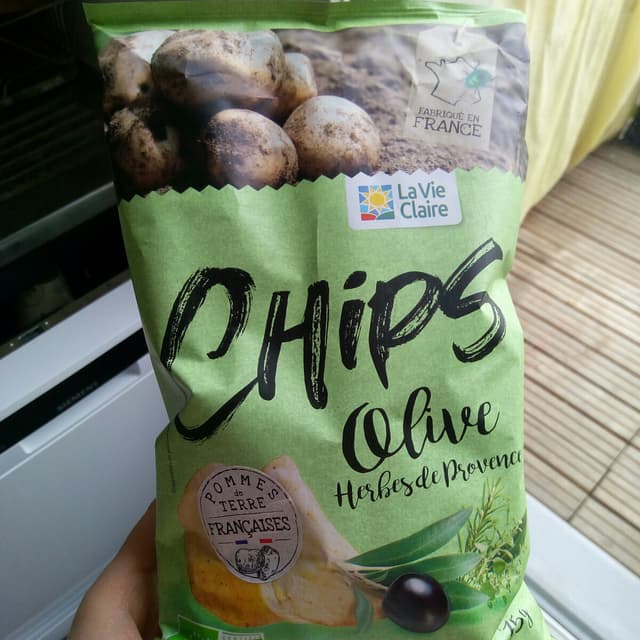 FABRIQUÉ EN
FRANCE
La Vie
Claire
CHiPS
Olive
Herbes de Provence
POMMES
de
TERRE
FRANÇAISES